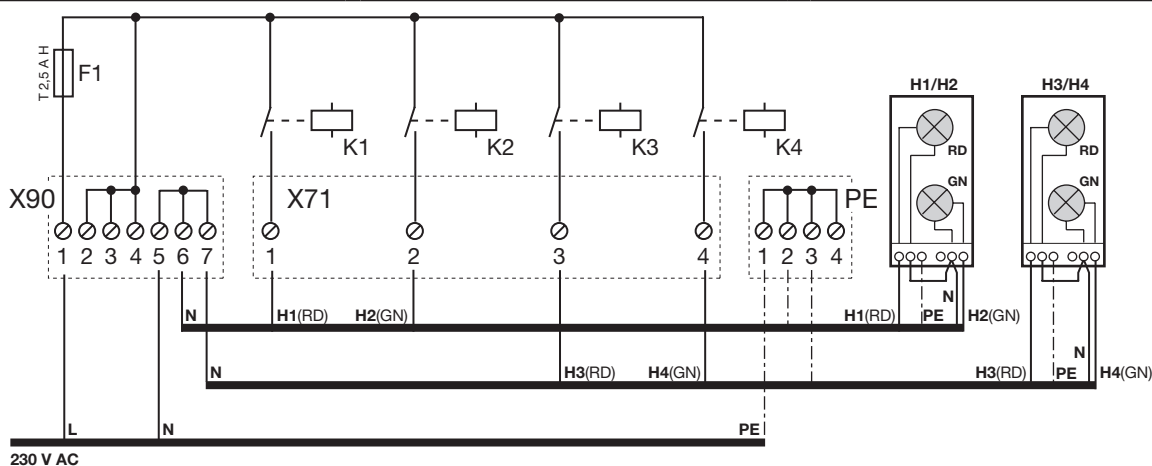 T 2,5 A H
F1
K1
K2
K3
K4
H1/H2
H3/H4
RD
GN
RD
GN
X90
X71
PE
1 2 3 4 5 6 7
1 2 3 4
1 2 3 4
N
H1(RD)
H2(GN)
H1(RD)
PE
N
H2(GN)
N
H3(RD)
H4(GN)
H3(RD)
PE
N
H4(GN)
L
N
PE
230 V AC